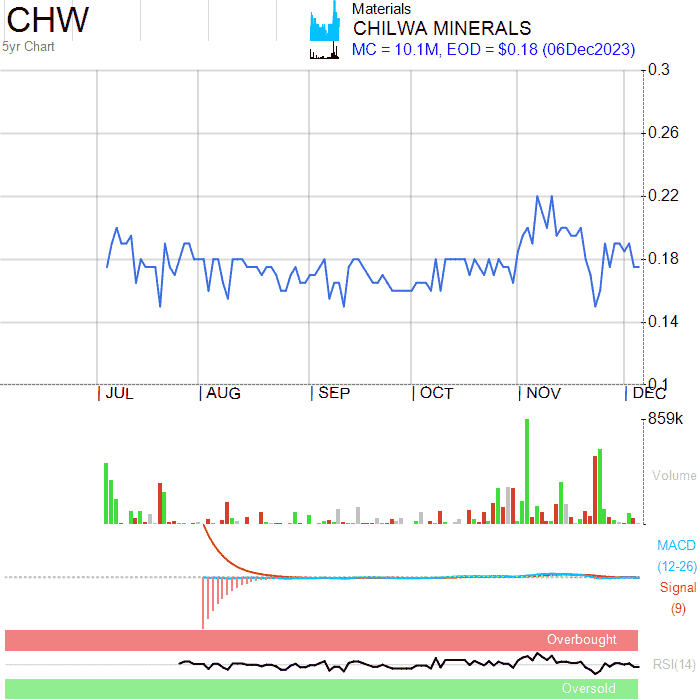 CHW
5yr Chart
Materials
CHILWA MINERALS
MC = 10.1M, EOD = $0.18 (06Dec2023)
0.3
0.26
0.22
0.18
0.14
0.1
JUL AUG SEP OCT NOV DEC
859k
Volume
MACD
(12-26)
Signal
(9)
Overbought
RSI(14)
Oversold